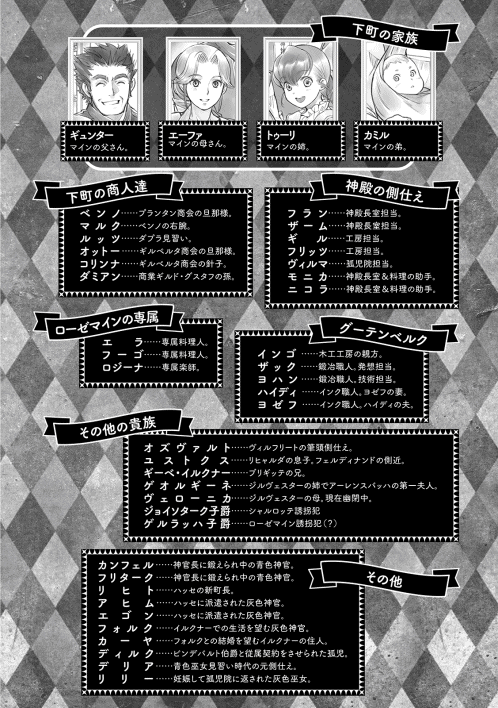 下町の家族
ギュンター
マインの父さん。
エーファ
マインの母さん。
トゥーリ
マインの姉。
カミル
マインの弟。
下町の商人達
ベンノ……プランタン商会の旦那様。
マルク……ベンノの右腕。
ルッツ……ダプラ見習い。
オットー……ギルベルタ商会の旦那様。
コリンナ……ギルベルタ商会の針子。
ダミアン……商業ギルド・グスタフの孫。
神殿の側仕え
フラン……神殿長室担当。
ザーム……神殿長室担当。
ギル……工房担当。
フリッツ……工房担当。
ヴィルマ……孤児院担当。
モニカ……神殿長室&料理の助手。
ニコラ……神殿長室&料理の助手。
ローゼマインの専属
エラ……専属料理人。
フーゴ……専属料理人。
ロジーナ……専属楽師。
グーテンベルク
インゴ……木工工房の親方。
ザック……鍛冶職人。発想担当。
ヨハン……鍛冶職人。技術担当。
ハイディ……インク職人。ヨゼフの妻。
ヨゼフ……インク職人。ハイディの夫。
その他の貴族
オズヴァルト……ヴィルフリートの筆頭側仕え。
ユストクス……リヒャルダの息子。フェルディナンドの側近。
ギーベ・イルクナー……ブリギッテの兄。
ゲオルギーネ……ジルヴェスターの姉でアーレンスバッハの第一夫人。
ヴェローニカ……ジルヴェスターの母。現在幽閉中。
ジョイソターク子爵……シャルロッテ誘拐犯
ゲルラッハ子爵……ローゼマイン誘拐犯(?)
その他
カンフェル……神官長に鍛えられ中の青色神官。
フリターク……神官長に鍛えられ中の青色神官。
リヒト……ハッセの新町長。
アヒム……ハッセに派遣された灰色神官。
エゴン……ハッセに派遣された灰色神官。
フォルク……イルクナーでの生活を望む灰色神官。
カーヤ……フォルクとの結婚を望むイルクナーの住人。
ディルク……ビンデバルト伯爵と従属契約をさせられた孤児。
デリア……青色巫女見習い時代の元側仕え。
リリー……妊娠して孤児院に返された灰色巫女。